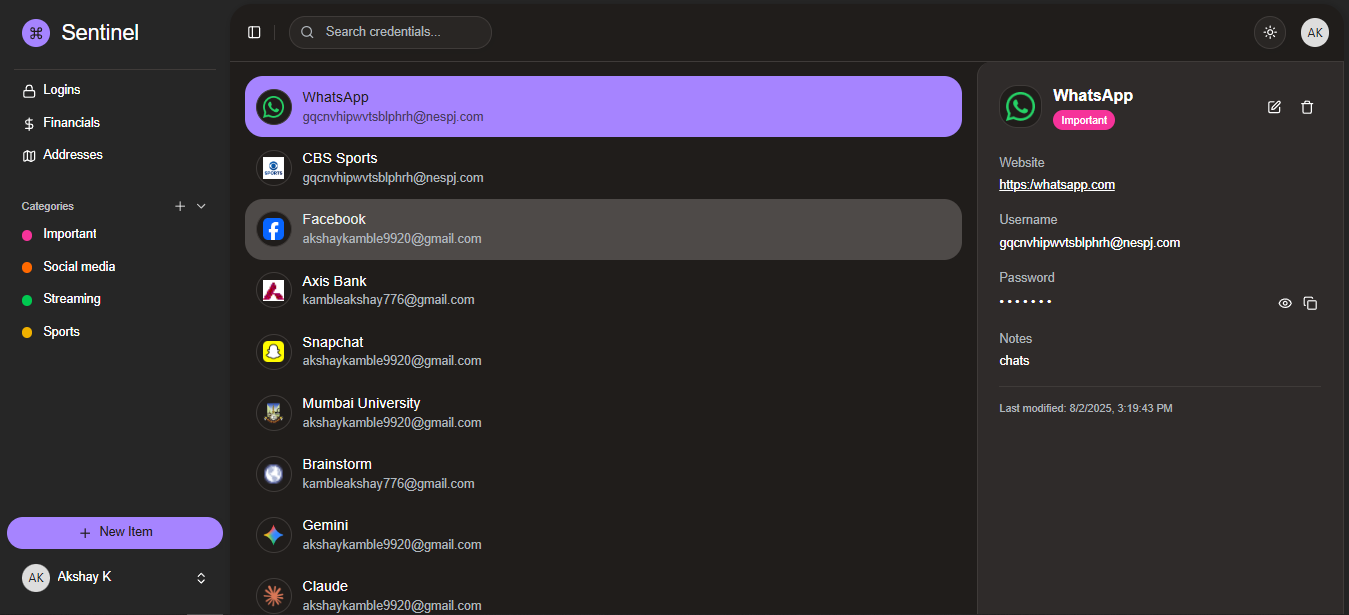 Sentinel
Search credentials...
AK
Logins
Financials
Addresses
Categories
Important
Social media
Streaming
Sports
New Item
AK
Akshay K
WhatsApp
gqcnvhipwvtsblphrh@nespj.com
CBS Sports
gqcnvhipwvtsblphrh@nespj.com
Facebook
akshaykamble9920@gmail.com
Axis Bank
kambleakshay776@gmail.com
Snapchat
akshaykamble9920@gmail.com
Mumbai University
akshaykamble9920@gmail.com
Brainstorm
kambleakshay776@gmail.com
Gemini
akshaykamble9920@gmail.com
Claude
akshaykamble9920@gmail.com
WhatsApp
Important
Website
https:/whatsapp.com
Username
gqcnvhipwvtsblphrh@nespj.com
Password
•••••••
Notes
chats
Last modified: 8/2/2025, 3:19:43 PM